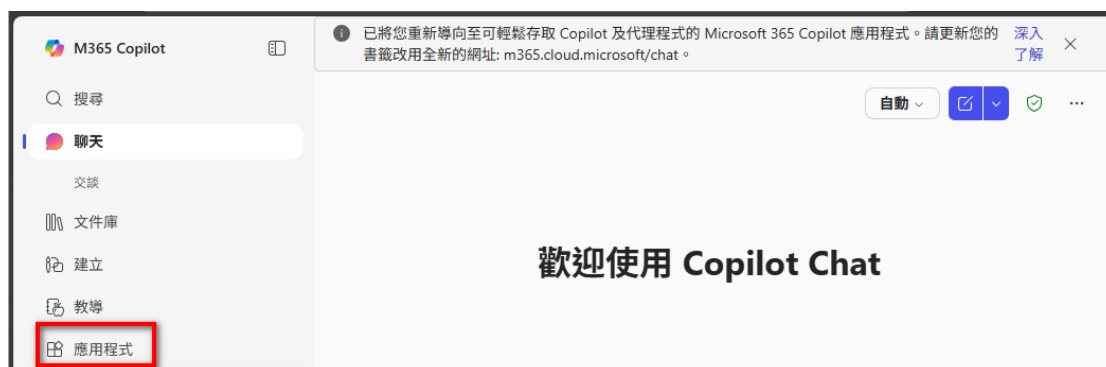 M365 Copilot
搜尋
聊天
交談
文件庫
建立
教導
應用程式
已將您重新導向至可輕鬆存取 Copilot 及代理程式的 Microsoft 365 Copilot 應用程式。請更新您的
書籤改用全新的網址: m365.cloud.microsoft/chat。
深入
了解
自動
歡迎使用 Copilot Chat